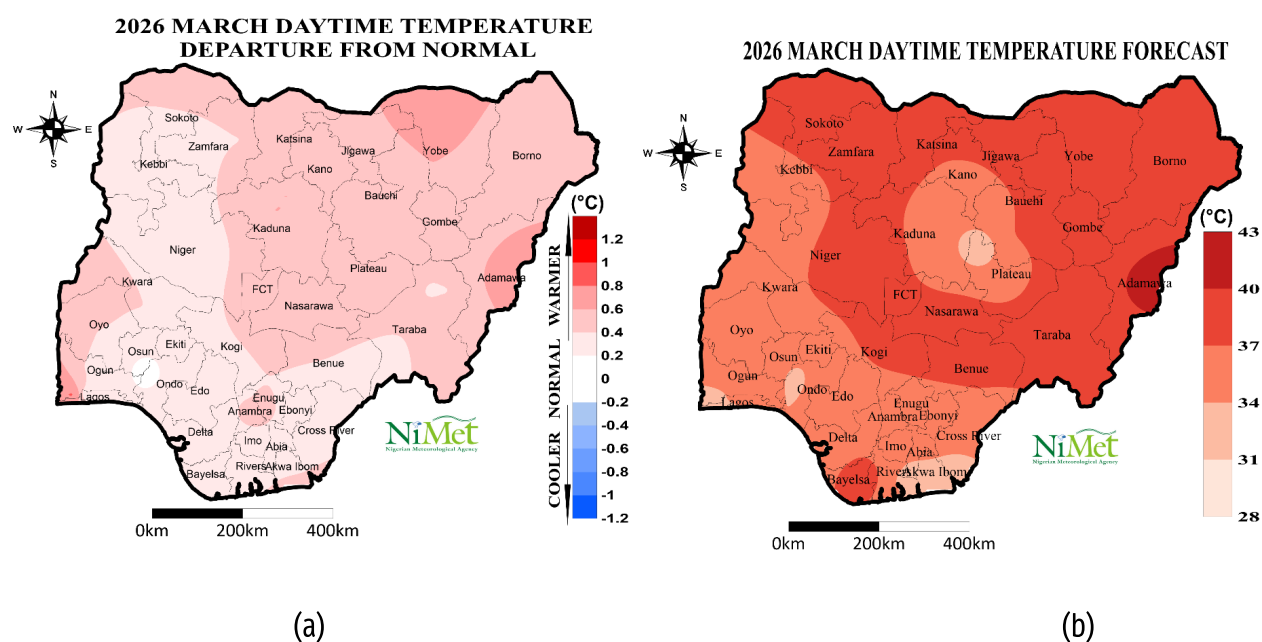 2026 MARCH DAYTIME TEMPERATURE
DEPARTURE FROM NORMAL
N
W E
S
Sokoto
Zamfara
Kebbi
Katsina
Kano
Jigawa
Yobe
Borno
Bauchi
Gombe
Kaduna
Niger
Plateau
Adamawa
Kwara
FCT
Nasarawa
Taraba
Oyo
Osun
Ekiti
Kogi
Benue
Ogun
Ondo
Edo
Lagos
Enugu
Anambra
Ebonyi
Delta
Imo
Abia
Cross River
Bayelsa
Rivers
Akwa Ibom
NiMet
Nigerian Meteorological Agency
(°C)
1.2
1
0.8
0.6
0.4
0.2
0
-0.2
-0.4
-0.6
-0.8
-1
-1.2
COOLER NORMAL WARMER
0km 200km 400km
(a)
2026 MARCH DAYTIME TEMPERATURE FORECAST
N
W E
S
Sokoto
Zamfara
Kebbi
Katsina
Kano
Jigawa
Yobe
Borno
Bauchi
Gombe
Kaduna
Niger
Plateau
Adamawa
Kwara
FCT
Nasarawa
Taraba
Oyo
Osun
Ekiti
Kogi
Benue
Ogun
Ondo
Edo
Lagos
Enugu
Anambra
Ebonyi
Delta
Imo
Abia
Cross River
Bayelsa
Rivers
Akwa Ibom
NiMet
Nigerian Meteorological Agency
(°C)
43
40
37
34
31
28
0km 200km 400km
(b)